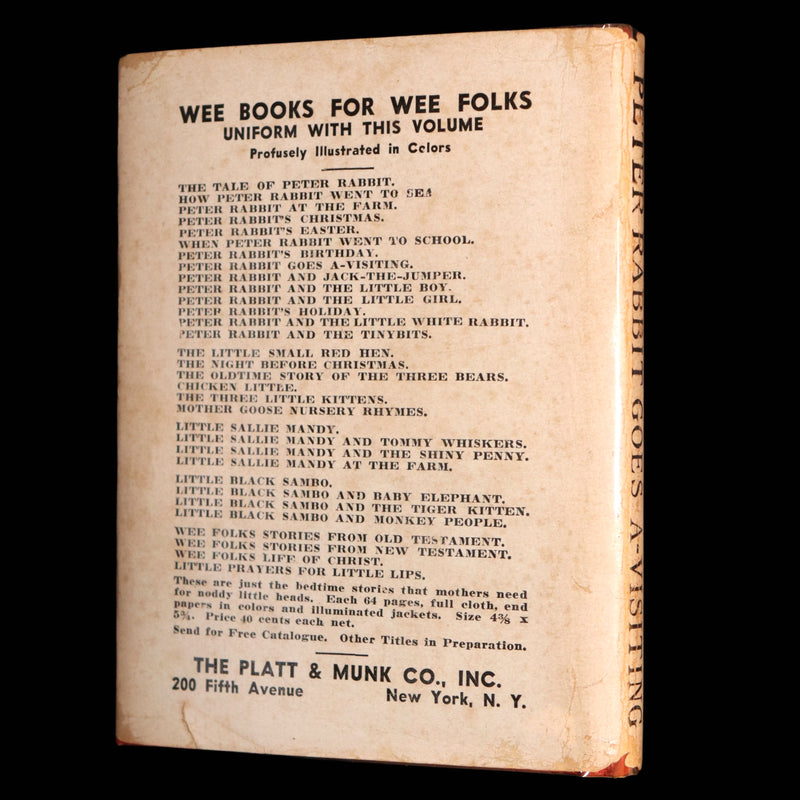 WEE BOOKS FOR WEE FOLKS
UNIFORM WITH THIS VOLUME
Profusely Illustrated in Colors
THE TALE OF PETER RABBIT.
HOW PETER RABBIT WENT TO SEA
PETER RABBIT AT THE FARM.
PETER RABBIT'S CHRISTMAS.
PETER RABBIT'S EASTER.
WHEN PETER RABBIT WENT TO SCHOOL.
PETER RABBIT'S BIRTHDAY.
PETER RABBIT GOES A-VISITING.
PETER RABBIT AND JACK-THE-JUMPER.
PETER RABBIT AND THE LITTLE BOY.
PETER RABBIT AND THE LITTLE GIRL.
PETER RABBIT'S HOLIDAY.
PETER RABBIT AND THE LITTLE WHITE RABBIT.
PETER RABBIT AND THE TINYBITS.
THE LITTLE SMALL RED HEN.
THE NIGHT BEFORE CHRISTMAS.
THE OLDTIME STORY OF THE THREE BEARS.
CHICKEN LITTLE.
THE THREE LITTLE KITTENS.
MOTHER GOOSE NURSERY RHYMES.
LITTLE SALLIE MANDY.
LITTLE SALLIE MANDY AND TOMMY WHISKERS.
LITTLE SALLIE MANDY AND THE SHINY PENNY.
LITTLE SALLIE MANDY AT THE FARM.
LITTLE BLACK SAMBO.
LITTLE BLACK SAMBO AND BABY ELEPHANT.
LITTLE BLACK SAMBO AND THE TIGER KITTEN.
LITTLE BLACK SAMBO AND MONKEY PEOPLE.
WEE FOLKS STORIES FROM OLD TESTAMENT.
WEE FOLKS STORIES FROM NEW TESTAMENT.
WEE FOLKS LIFE OF CHRIST.
LITTLE PRAYERS FOR LITTLE LIPS.
These are just the bedtime stories that mothers need
for noddy little heads. Each 64 pages, full cloth, end
papers in colors and illuminated jackets. Size 4⅜ x
5¾. Price 40 cents each net.
Send for Free Catalogue. Other Titles in Preparation.
THE PLATT & MUNK CO., INC.
200 Fifth Avenue New York, N. Y.
PETER RABBIT GOES A-VISITING